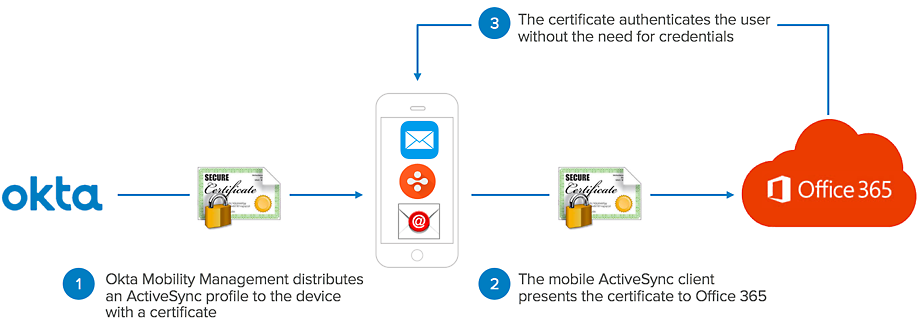 3 The certificate authenticates the user
without the need for credentials
okta
SECURE
Certificate
@
SECURE
Certificate
Office 365
1 Okta Mobility Management distributes
an ActiveSync profile to the device
with a certificate
2 The mobile ActiveSync client
presents the certificate to Office 365